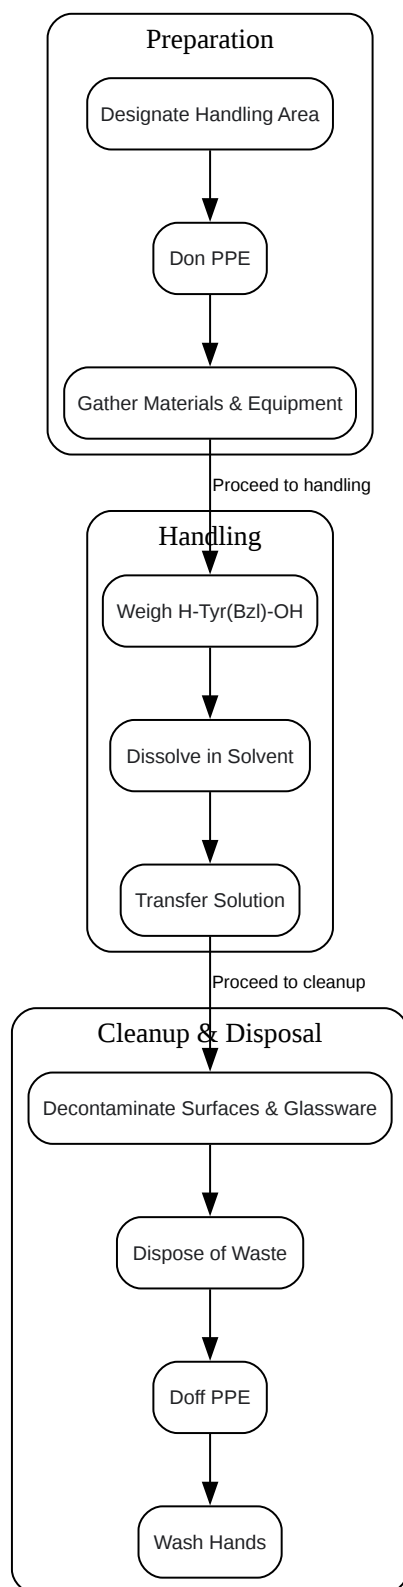 Preparation
Designate Handling Area
Don PPE
Gather Materials & Equipment
Proceed to handling
Handling
Weigh H-Tyr(Bzl)-OH
Dissolve in Solvent
Transfer Solution
Proceed to cleanup
Cleanup & Disposal
Decontaminate Surfaces & Glassware
Dispose of Waste
Doff PPE
Wash Hands